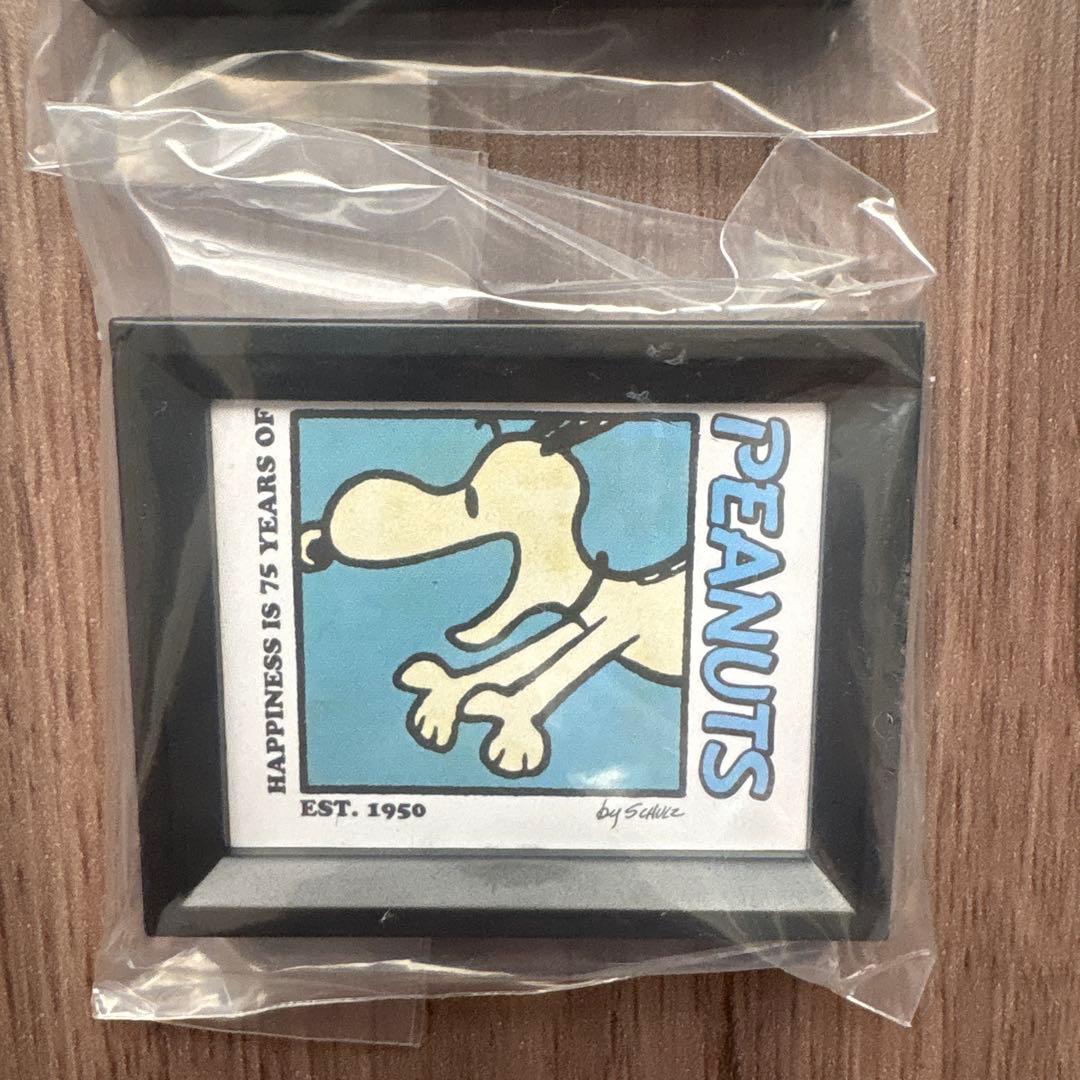 HAPPINESS IS 75 YEARS OF
PEANUTS
EST. 1950
by SCHULZ